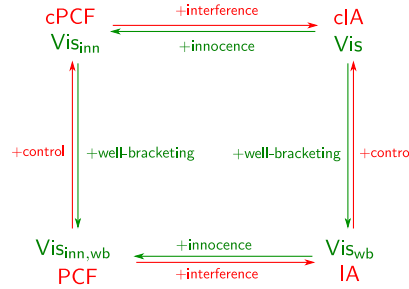 cPCF +interference cIA
Vis_inn +innocence Vis
+control +well-bracketing +well-bracketing +contro
Vis_inn,wb +innocence Vis_wb
PCF +interference IA